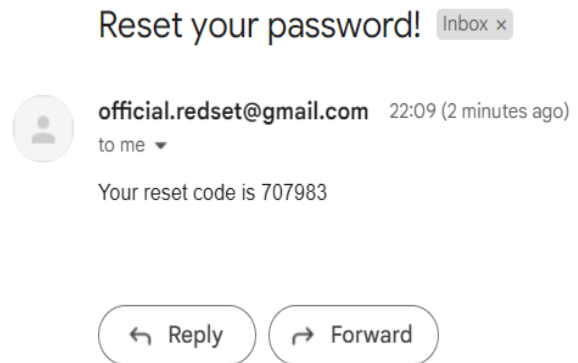 Reset your password! Inbox ×
official.redset@gmail.com 22:09 (2 minutes ago)
to me
Your reset code is 707983
Reply Forward